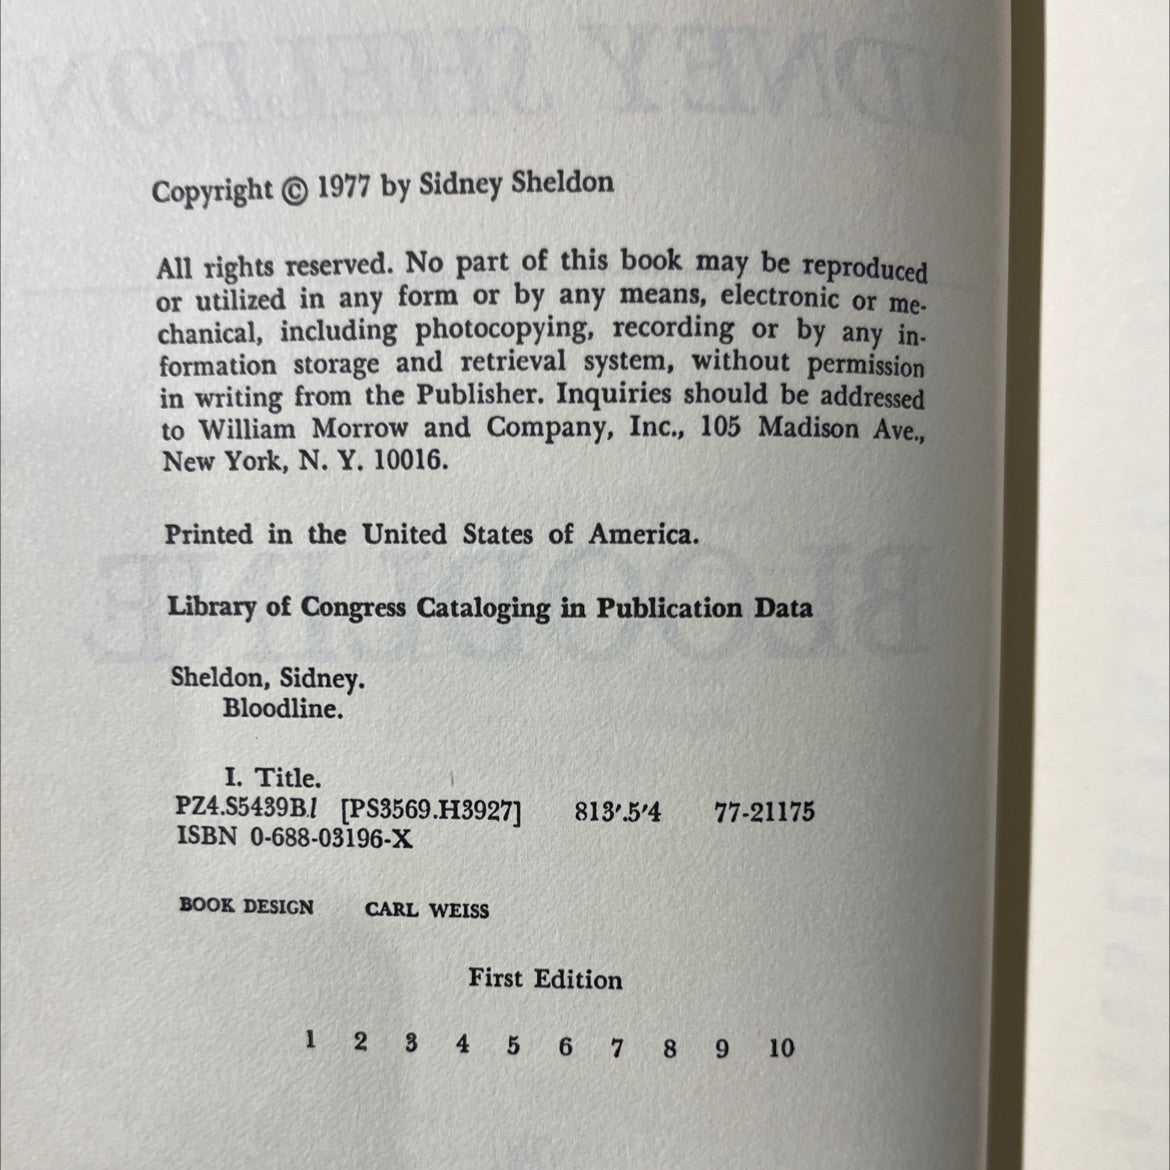 Copyright © 1977 by Sidney Sheldon
All rights reserved. No part of this book may be reproduced
or utilized in any form or by any means, electronic or me-
chanical, including photocopying, recording or by any in-
formation storage and retrieval system, without permission
in writing from the Publisher. Inquiries should be addressed
to William Morrow and Company, Inc., 105 Madison Ave.,
New York, N. Y. 10016.
Printed in the United States of America.
Library of Congress Cataloging in Publication Data
Sheldon, Sidney.
Bloodline.
I. Title.
PZ4.S5439Bl [PS3569.H3927] 813'.5'4 77-21175
ISBN 0-688-03196-X
BOOK DESIGN CARL WEISS
First Edition
1 2 3 4 5 6 7 8 9 10